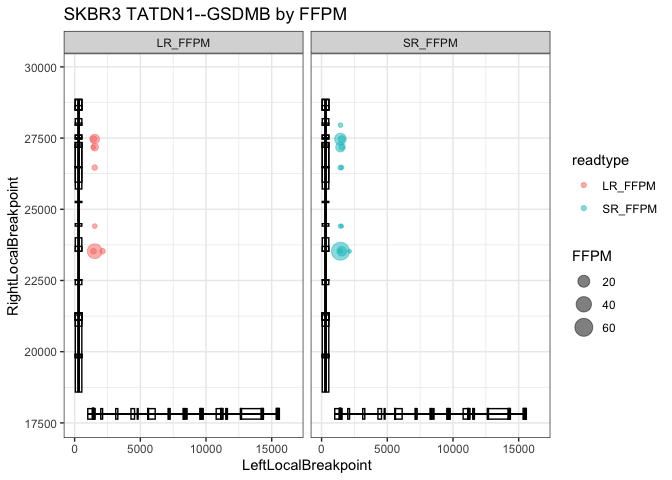 SKBR3 TATDN1--GSDMB by FFPM
LR_FFPM
SR_FFPM
30000
27500
25000
22500
20000
17500
RightLocalBreakpoint
0
5000
10000
15000
0
5000
10000
15000
LeftLocalBreakpoint
readtype
LR_FFPM
SR_FFPM
FFPM
20
40
60